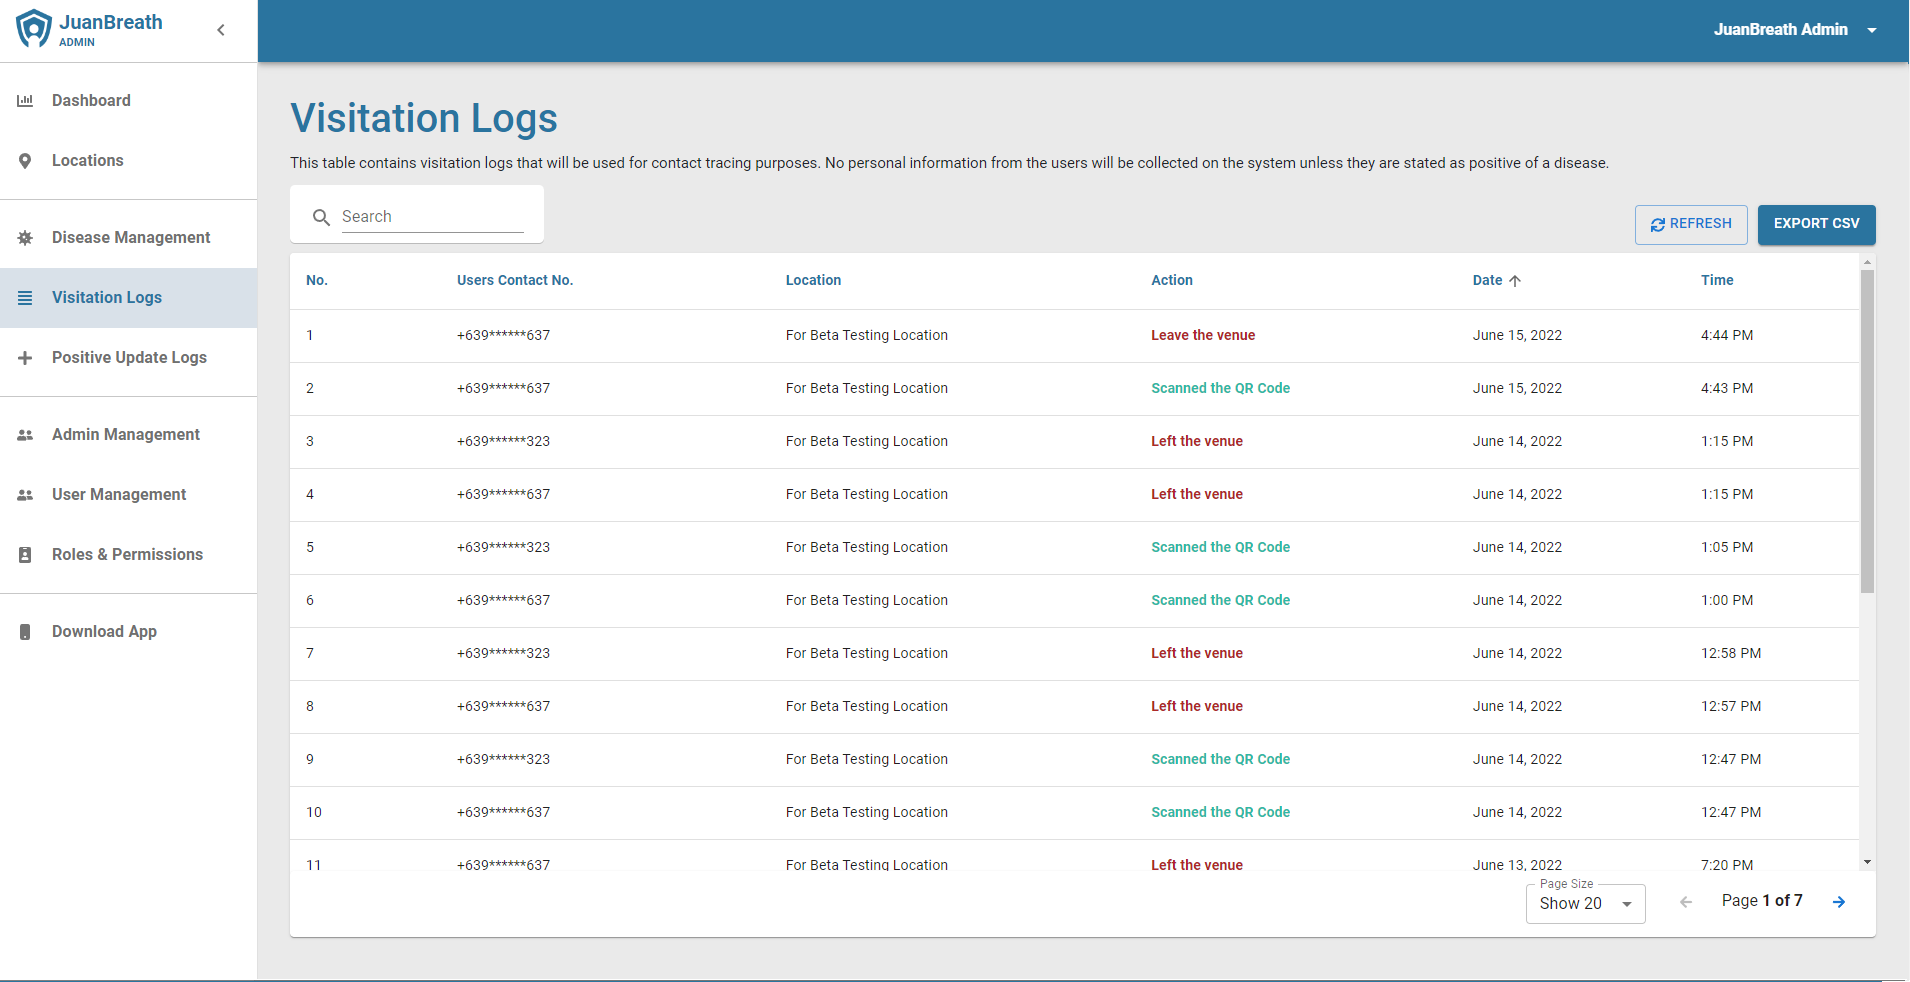 JuanBreath
ADMIN
JuanBreath Admin
Dashboard
Locations
Disease Management
Visitation Logs
Positive Update Logs
Admin Management
User Management
Roles & Permissions
Download App
Visitation Logs
This table contains visitation logs that will be used for contact tracing purposes. No personal information from the users will be collected on the system unless they are stated as positive of a disease.
Search
REFRESH
EXPORT CSV
No. Users Contact No. Location Action Date Time
1 +639******637 For Beta Testing Location Leave the venue June 15, 2022 4:44 PM
2 +639******637 For Beta Testing Location Scanned the QR Code June 15, 2022 4:43 PM
3 +639******323 For Beta Testing Location Left the venue June 14, 2022 1:15 PM
4 +639******637 For Beta Testing Location Left the venue June 14, 2022 1:15 PM
5 +639******323 For Beta Testing Location Scanned the QR Code June 14, 2022 1:05 PM
6 +639******637 For Beta Testing Location Scanned the QR Code June 14, 2022 1:00 PM
7 +639******323 For Beta Testing Location Left the venue June 14, 2022 12:58 PM
8 +639******637 For Beta Testing Location Left the venue June 14, 2022 12:57 PM
9 +639******323 For Beta Testing Location Scanned the QR Code June 14, 2022 12:47 PM
10 +639******637 For Beta Testing Location Scanned the QR Code June 14, 2022 12:47 PM
11 +639******637 For Beta Testing Location Left the venue June 13, 2022 7:20 PM
Page Size
Show 20
Page 1 of 7